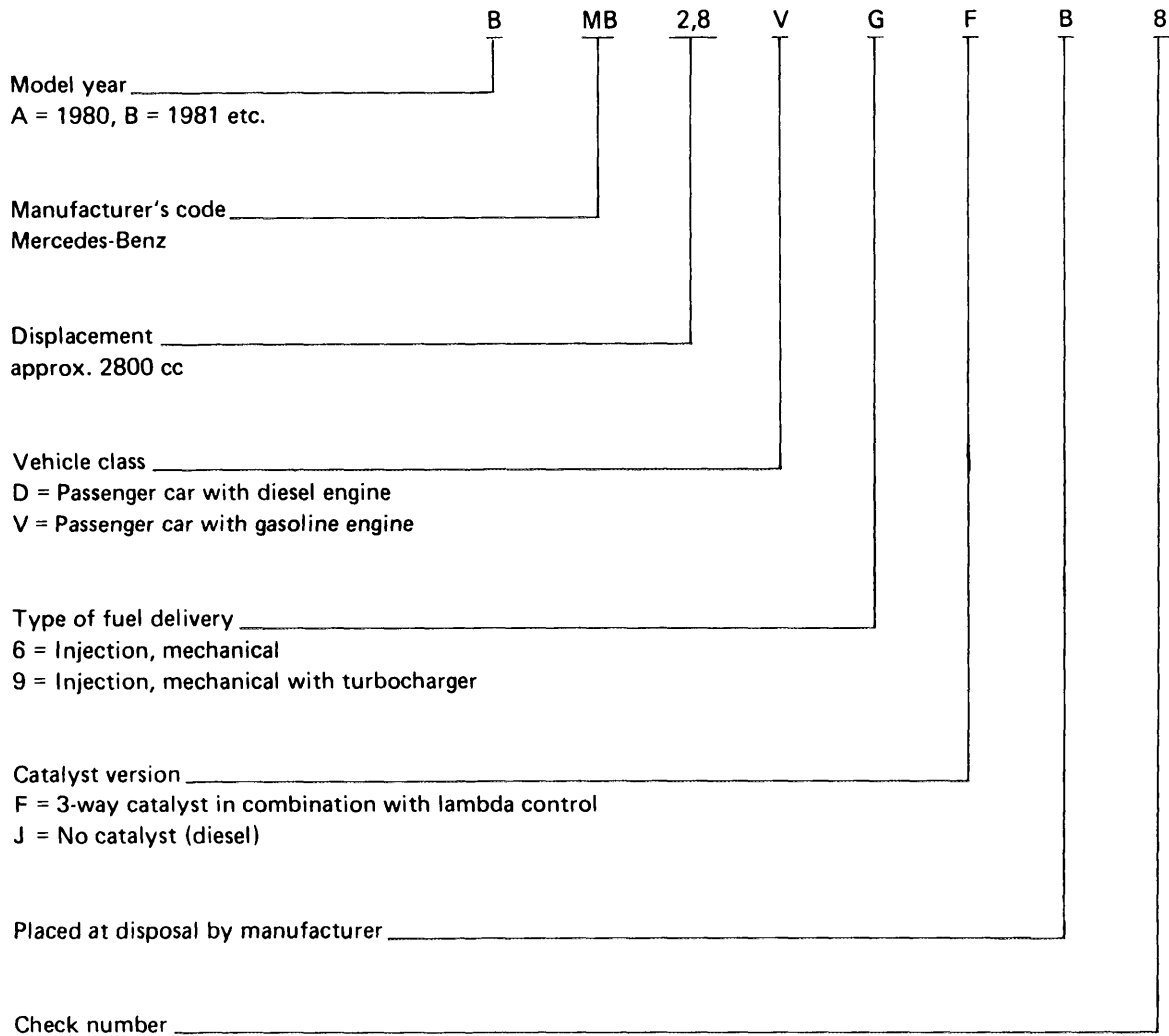 B MB 2,8 V G F B 8
Model year
A = 1980, B = 1981 etc.
Manufacturer's code
Mercedes-Benz
Displacement
approx. 2800 cc
Vehicle class
D = Passenger car with diesel engine
V = Passenger car with gasoline engine
Type of fuel delivery
6 = Injection, mechanical
9 = Injection, mechanical with turbocharger
Catalyst version
F = 3-way catalyst in combination with lambda control
J = No catalyst (diesel)
Placed at disposal by manufacturer
Check number